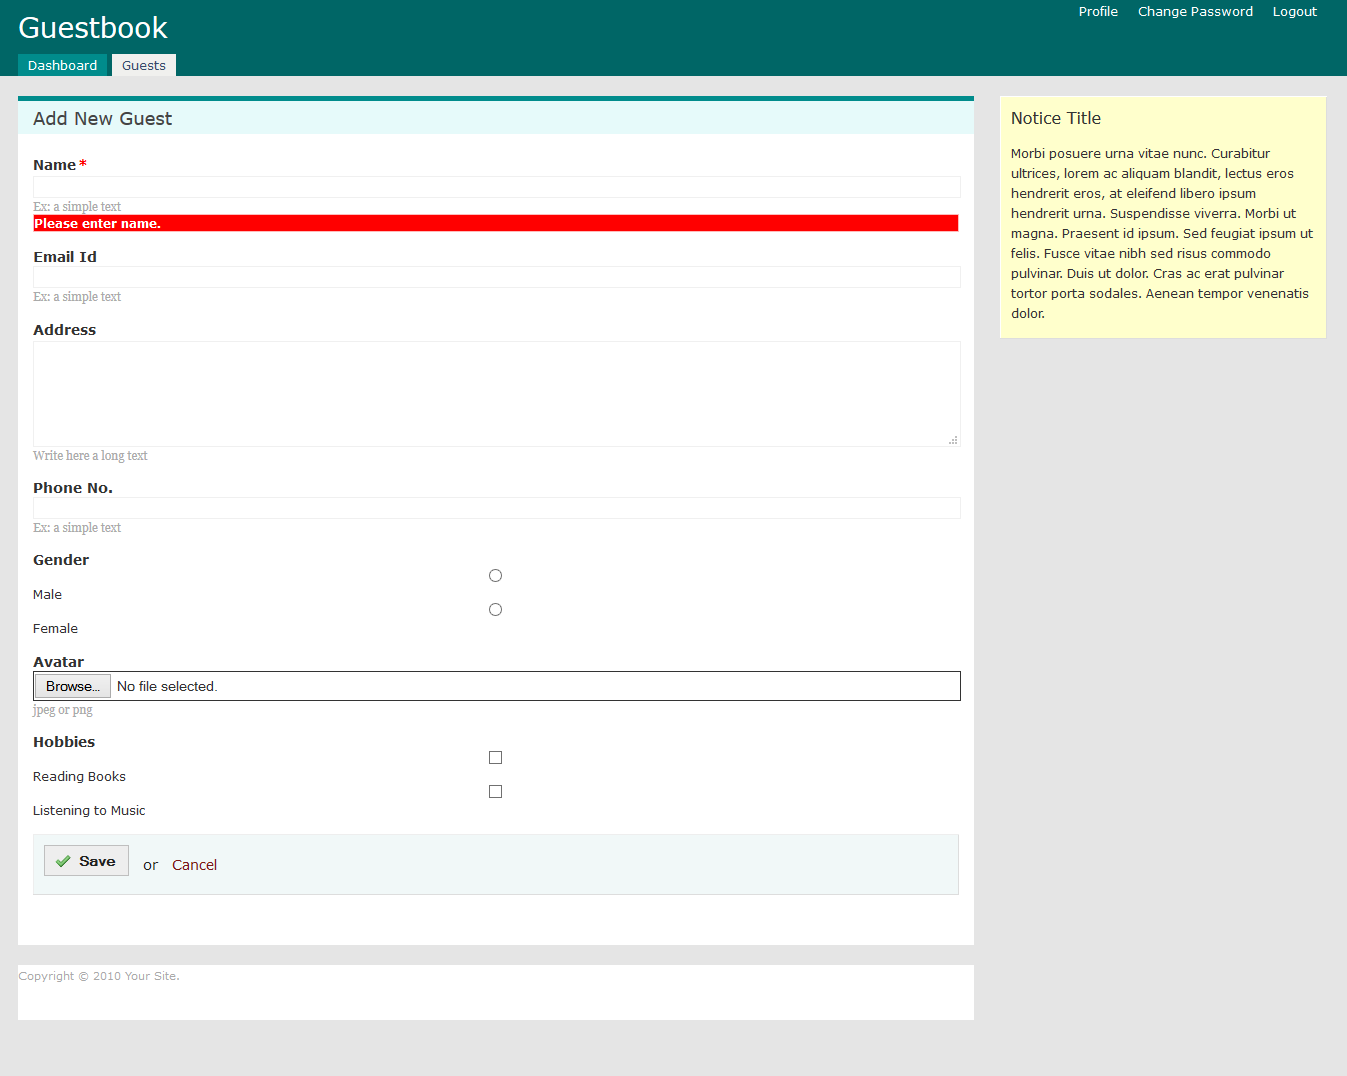 Guestbook
Profile Change Password Logout
Dashboard Guests
Add New Guest
Name *
Ex: a simple text
Please enter name.
Email Id
Ex: a simple text
Address
Write here a long text
Phone No.
Ex: a simple text
Gender
Male
Female
Avatar
Browse... No file selected.
jpeg or png
Hobbies
Reading Books
Listening to Music
Save or Cancel
Copyright © 2010 Your Site.
Notice Title
Morbi posuere urna vitae nunc. Curabitur
ultrices, lorem ac aliquam blandit, lectus eros
hendrerit eros, at eleifend libero ipsum
hendrerit urna. Suspendisse viverra. Morbi ut
magna. Praesent id ipsum. Sed feugiat ipsum ut
felis. Fusce vitae nibh sed risus commodo
pulvinar. Duis ut dolor. Cras ac erat pulvinar
tortor porta sodales. Aenean tempor venenatis
dolor.